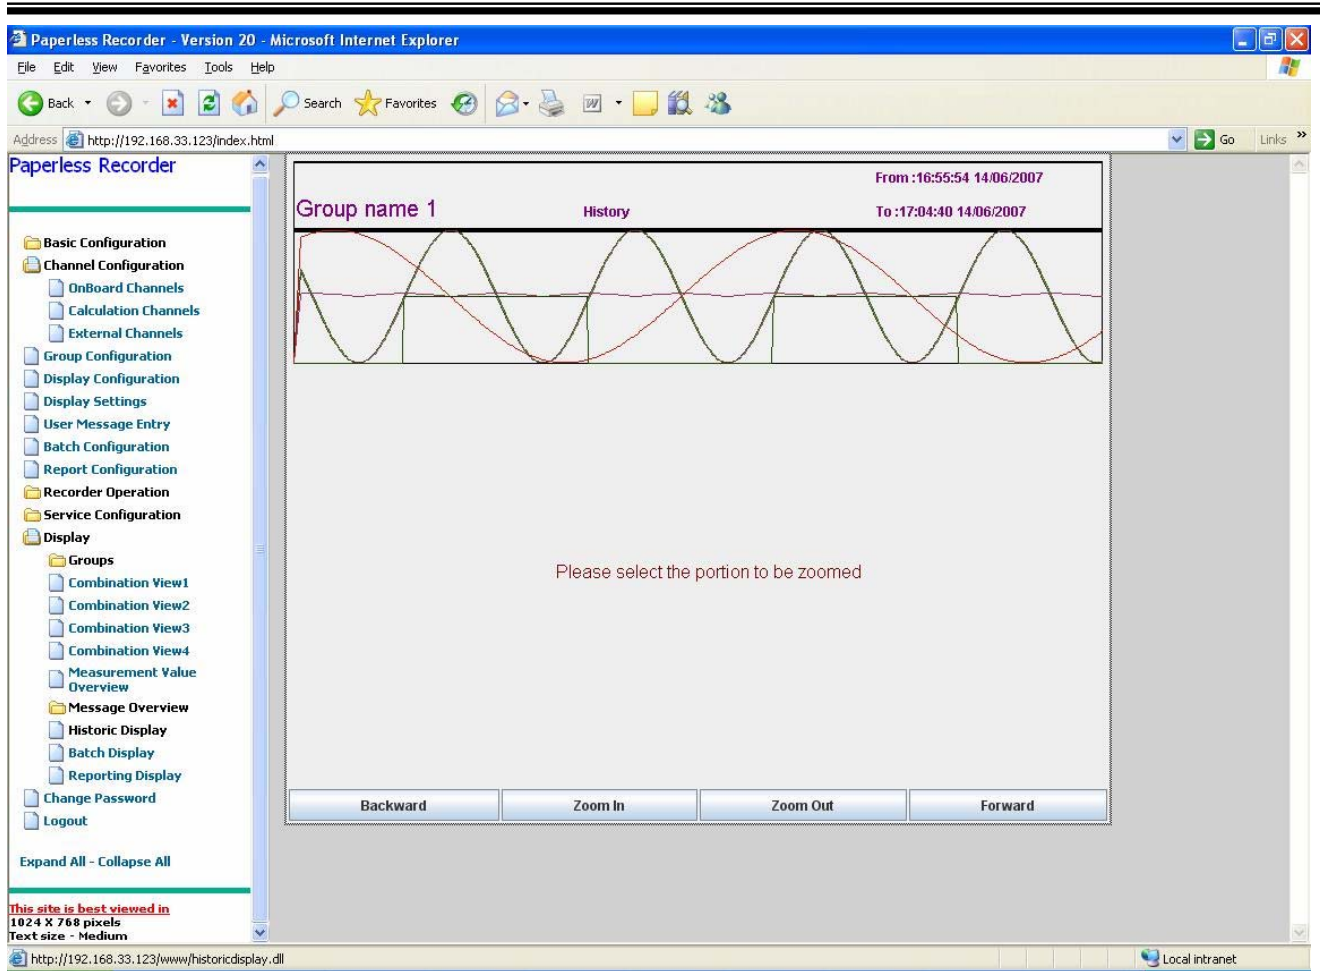 Paperless Recorder - Version 20 - Microsoft Internet Explorer
File Edit View Favorites Tools Help
Back Search Favorites
Address http://192.168.33.123/index.html Go Links »
Paperless Recorder
From :16:55:54 14/06/2007
Group name 1 History To :17:04:40 14/06/2007
Basic Configuration
Channel Configuration
OnBoard Channels
Calculation Channels
External Channels
Group Configuration
Display Configuration
Display Settings
User Message Entry
Batch Configuration
Report Configuration
Recorder Operation
Service Configuration
Display
Groups
Combination View1
Combination View2
Combination View3
Combination View4
Measurement Value
Overview
Message Overview
Historic Display
Batch Display
Reporting Display
Change Password
Logout
Expand All - Collapse All
This site is best viewed in
1024 X 768 pixels
Text size - Medium
Please select the portion to be zoomed
Backward Zoom In Zoom Out Forward
http://192.168.33.123/www/historicdisplay.dll Local intranet